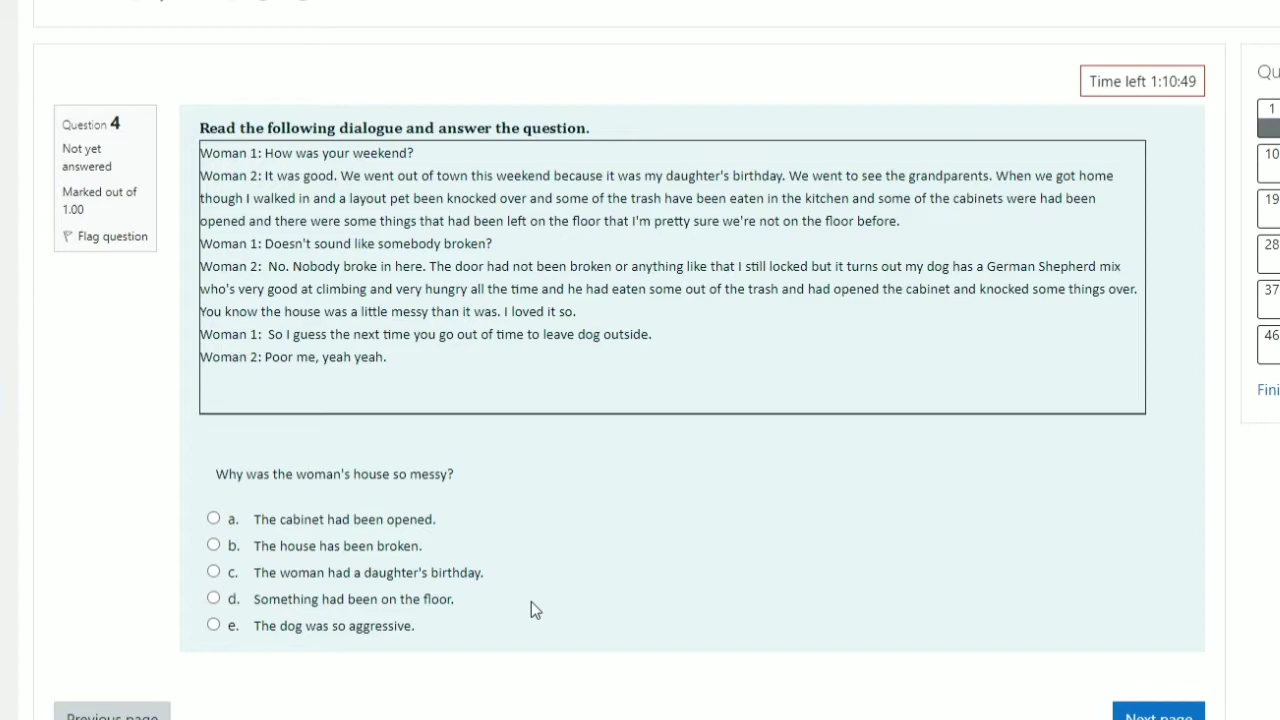 Time left 1:10:49
Question 4
Not yet
answered
Marked out of
1.00
Flag question
Read the following dialogue and answer the question.
Woman 1: How was your weekend?
Woman 2: It was good. We went out of town this weekend because it was my daughter's birthday. We went to see the grandparents. When we got home
though I walked in and a layout pet been knocked over and some of the trash have been eaten in the kitchen and some of the cabinets were had been
opened and there were some things that had been left on the floor that I'm pretty sure we're not on the floor before.
Woman 1: Doesn't sound like somebody broken?
Woman 2: No. Nobody broke in here. The door had not been broken or anything like that I still locked but it turns out my dog has a German Shepherd mix
who's very good at climbing and very hungry all the time and he had eaten some out of the trash and had opened the cabinet and knocked some things over.
You know the house was a little messy than it was. I loved it so.
Woman 1: So I guess the next time you go out of time to leave dog outside.
Woman 2: Poor me, yeah yeah.
Why was the woman's house so messy?
a. The cabinet had been opened.
b. The house has been broken.
c. The woman had a daughter's birthday.
d. Something had been on the floor.
e. The dog was so aggressive.
Previous page
Next page
Qu
1
10
19
28
37
46
Fini